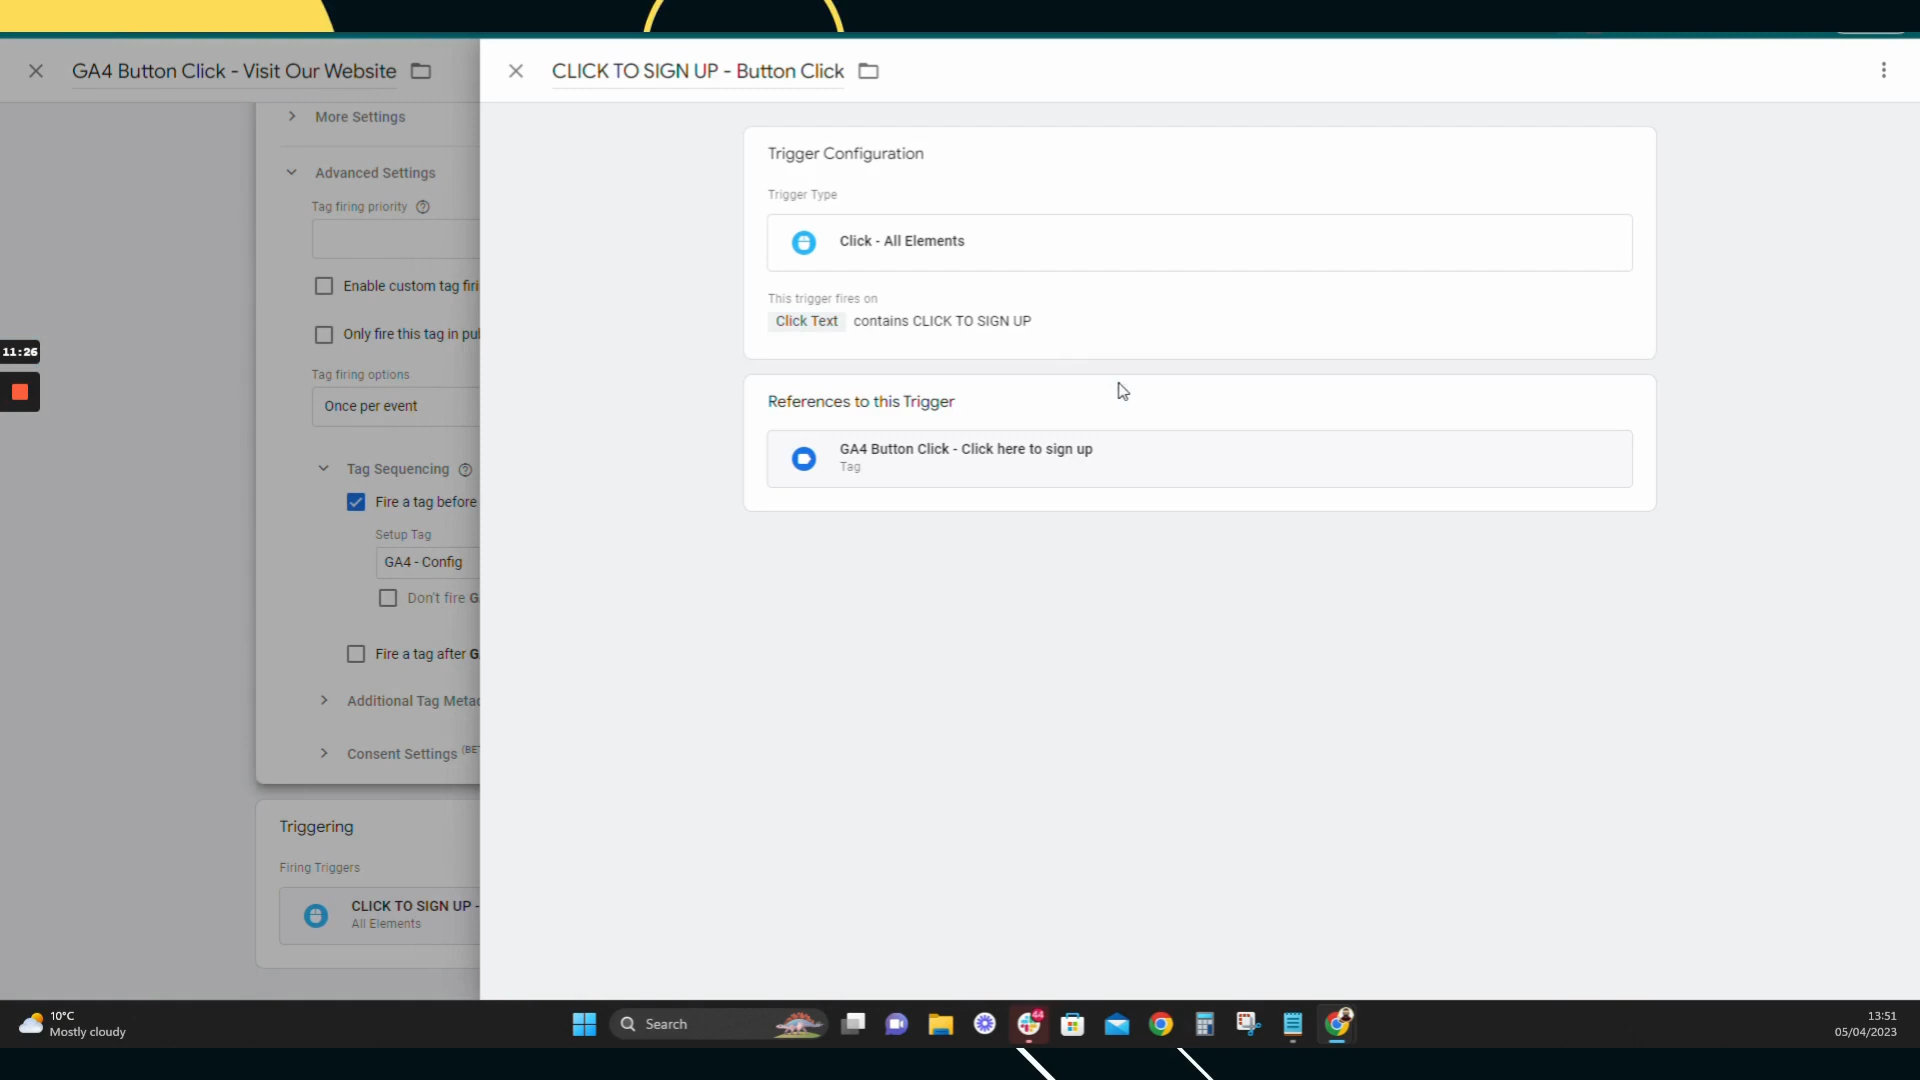 GA4 Button Click - Visit Our Website
CLICK TO SIGN UP - Button Click
More Settings
Advanced Settings
Tag firing priority
Enable custom tag firi
Only fire this tag in pu
Tag firing options
Once per event
Tag Sequencing
Fire a tag before
Setup Tag
GA4 - Config
Don't fire G
Fire a tag after G
Additional Tag Meta
Consent Settings (BE
Triggering
Firing Triggers
CLICK TO SIGN UP -
All Elements
Trigger Configuration
Trigger Type
Click - All Elements
This trigger fires on
Click Text contains CLICK TO SIGN UP
References to this Trigger
GA4 Button Click - Click here to sign up
Tag
11:26
10°C
Mostly cloudy
Search
44
13:51
05/04/2023